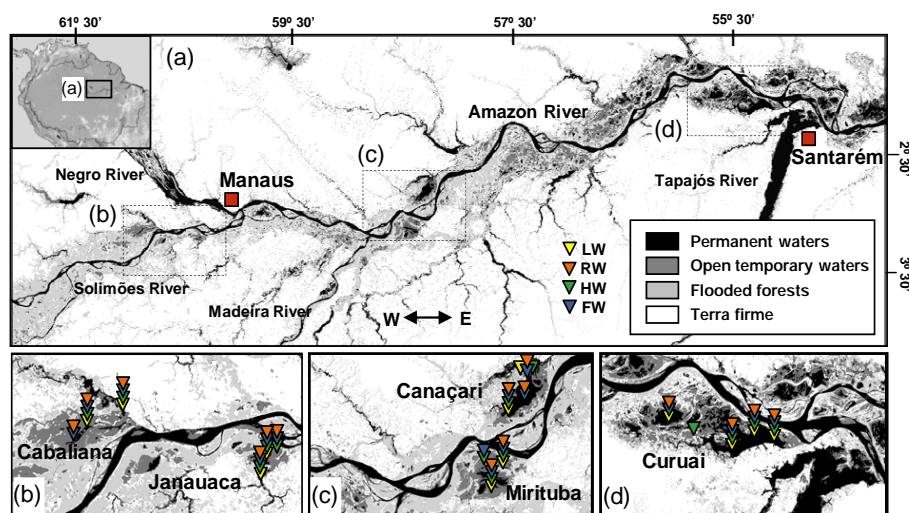 61º 30'
59º 30'
57º 30'
55º 30'
(a)
(a)
Amazon River
(d)
(c)
2º 30'
Santarém
Negro River
Manaus
Tapajós River
(b)
LW
RW
HW
FW
Permanent waters
Open temporary waters
Flooded forests
Terra firme
3º 30'
Solimões River
Madeira River
W
E
Canaçari
Cabaliana
Curuai
Janauaca
Mirituba
(b)
(c)
(d)